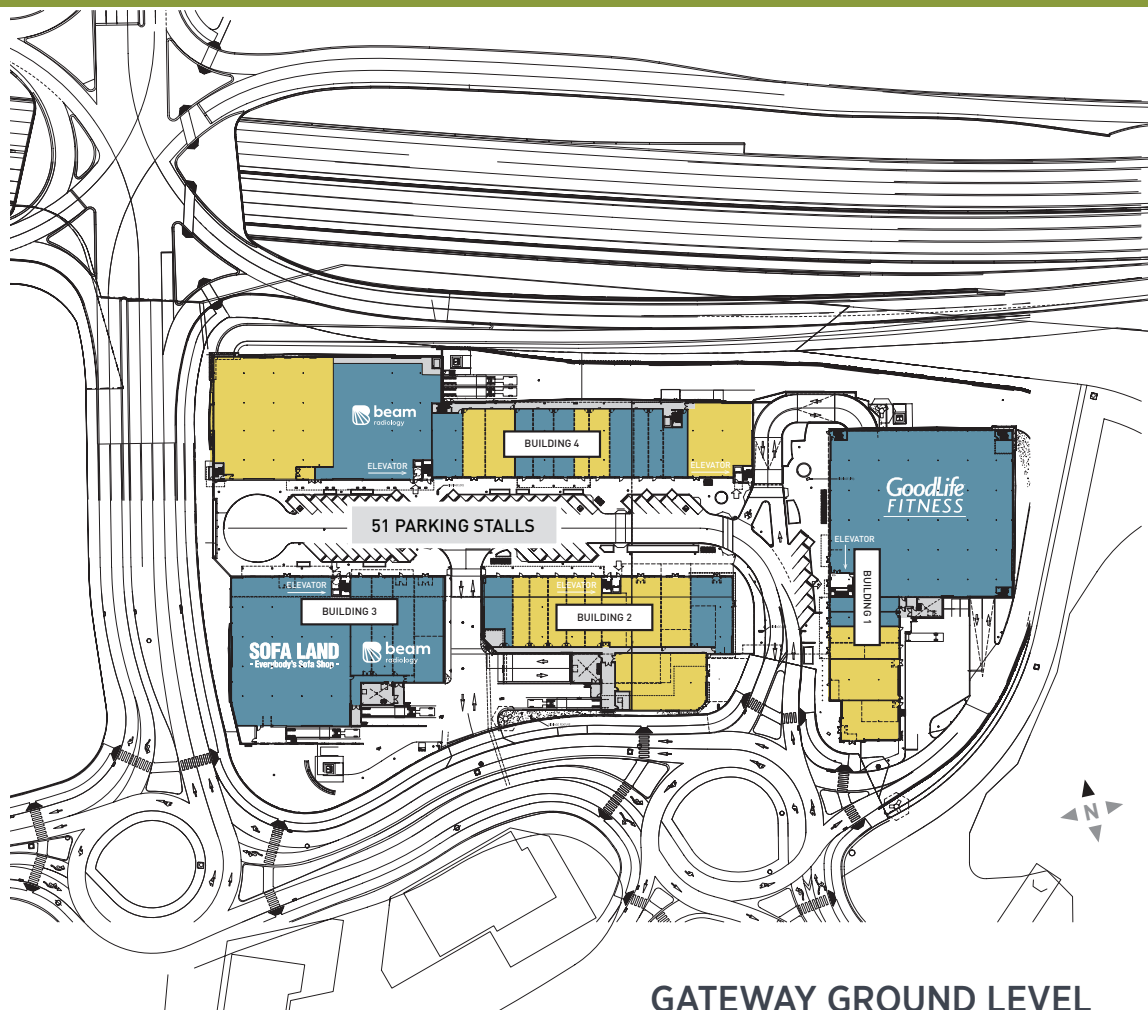 beam
radiology
BUILDING 4
ELEVATOR
ELEVATOR
GoodLife
FITNESS
51 PARKING STALLS
ELEVATOR
ELEVATOR
ELEVATOR
BUILDING 1
BUILDING 3
BUILDING 2
SOFA LAND
- Everybody's Sofa Shop -
beam
radiology
N
GATEWAY GROUND LEVEL